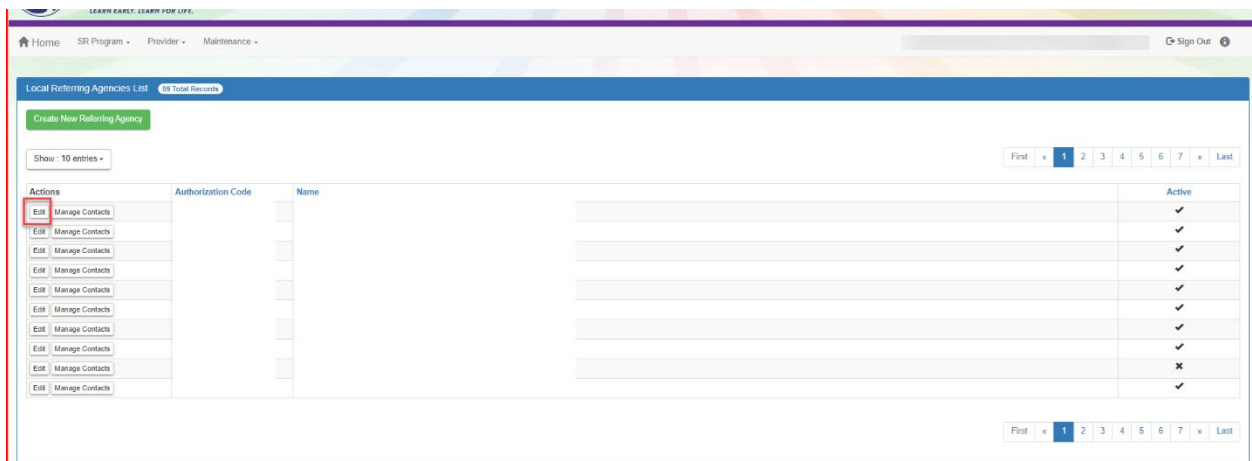 LEARN EARLY. LEARN FOR LIFE.
Home SR Program Provider Maintenance Sign Out
Local Referring Agencies List 89 Total Records
Create New Referring Agency
Show : 10 entries
First « 1 2 3 4 5 6 7 » Last
Actions Authorization Code Name Active
Edit Manage Contacts
Edit Manage Contacts
Edit Manage Contacts
Edit Manage Contacts
Edit Manage Contacts
Edit Manage Contacts
Edit Manage Contacts
Edit Manage Contacts
Edit Manage Contacts
Edit Manage Contacts
First « 1 2 3 4 5 6 7 » Last